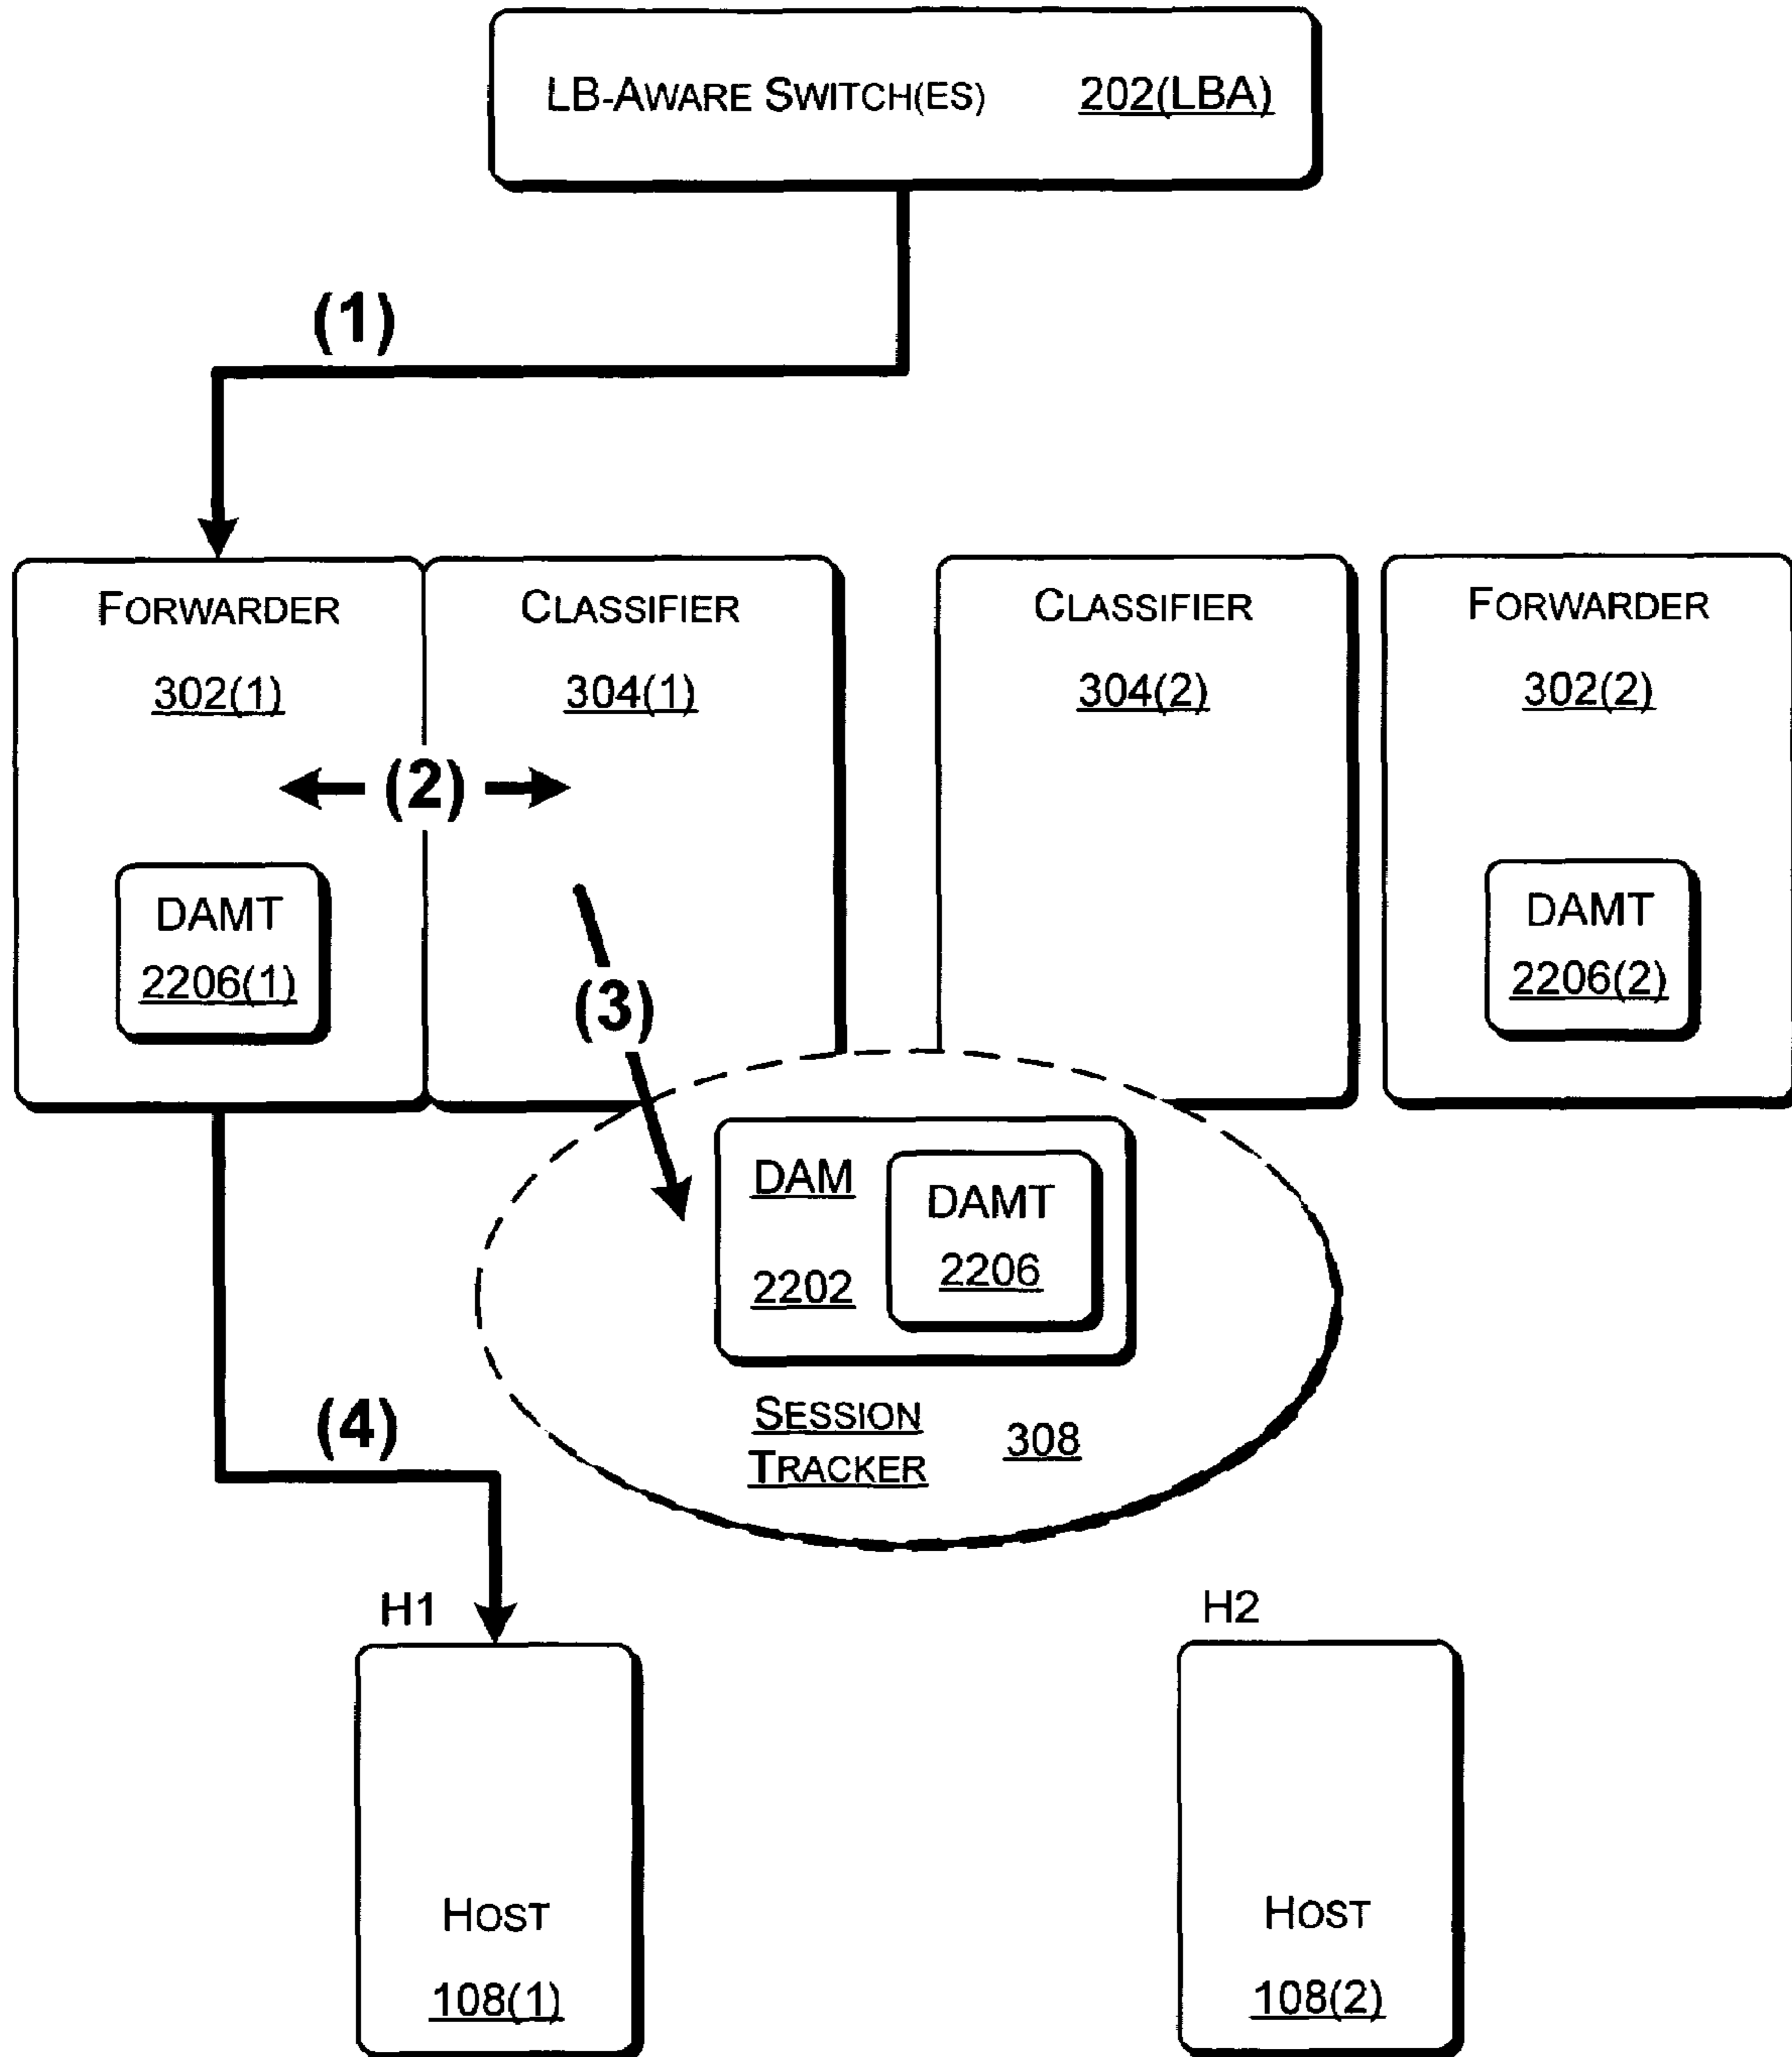 LB-AWARE SWITCH(ES) 202(LBA)
(1)
FORWARDER
302(1)
CLASSIFIER
304(1)
CLASSIFIER
304(2)
FORWARDER
302(2)
(2)
DAMT
2206(1)
DAMT
2206(2)
(3)
DAM
2202
DAMT
2206
SESSION
TRACKER
308
(4)
H1
H2
HOST
108(1)
HOST
108(2)